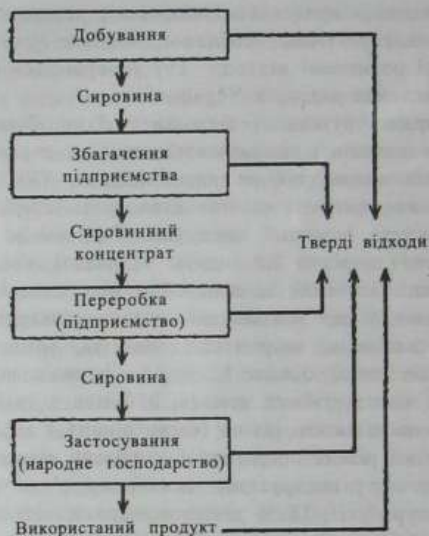 Добування
Сировина
Збагачення
підприємства
Сировинний
концентрат
Тверді відходи
Переробка
(підприємство)
Сировина
Застосування
(народне господарство)
Використаний продукт